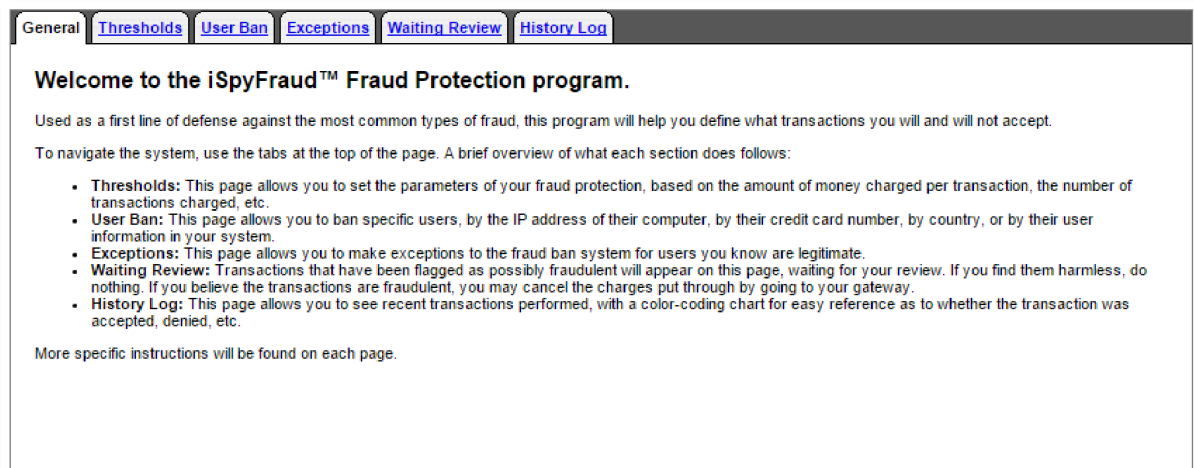 General Thresholds User Ban Exceptions Waiting Review History Log
Welcome to the iSpyFraud™ Fraud Protection program.
Used as a first line of defense against the most common types of fraud, this program will help you define what transactions you will and will not accept.
To navigate the system, use the tabs at the top of the page. A brief overview of what each section does follows:
• Thresholds: This page allows you to set the parameters of your fraud protection, based on the amount of money charged per transaction, the number of
transactions charged, etc.
• User Ban: This page allows you to ban specific users, by the IP address of their computer, by their credit card number, by country, or by their user
information in your system.
• Exceptions: This page allows you to make exceptions to the fraud ban system for users you know are legitimate.
• Waiting Review: Transactions that have been flagged as possibly fraudulent will appear on this page, waiting for your review. If you find them harmless, do
nothing. If you believe the transactions are fraudulent, you may cancel the charges put through by going to your gateway.
• History Log: This page allows you to see recent transactions performed, with a color-coding chart for easy reference as to whether the transaction was
accepted, denied, etc.
More specific instructions will be found on each page.